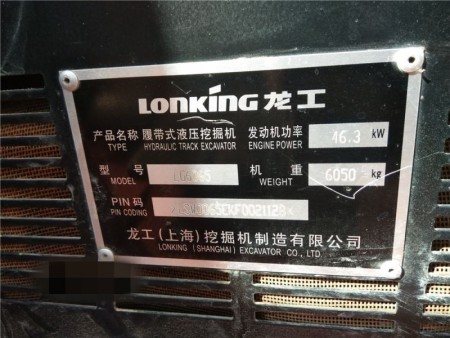 LONKING 龙工
产品名称 履带式液压挖掘机 发动机功率 46.3 kW
TYPE HYDRAULIC TRACK EXCAVATOR ENGINE POWER
型号 机重 6050 kg
MODEL WEIGHT
PIN码
PIN CODING
龙工(上海)挖掘机制造有限公司
LONKING (SHANGHAI) EXCAVATOR CO., LTD